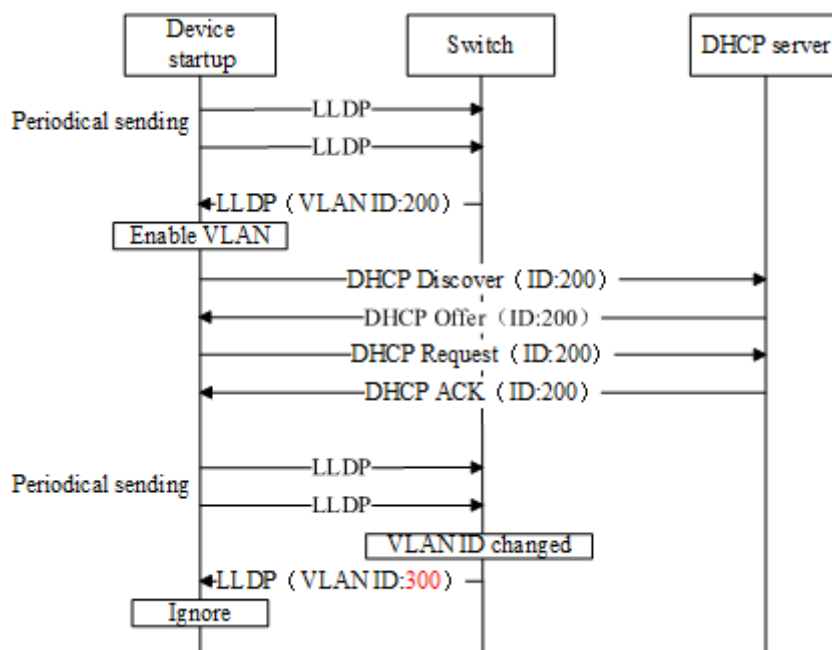 Device
startup
Switch
DHCP server
Periodical sending
LLDP
LLDP
LLDP（VLAN ID:200）
Enable VLAN
DHCP Discover（ID:200）
DHCP Offer（ID:200）
DHCP Request（ID:200）
DHCP ACK（ID:200）
Periodical sending
LLDP
LLDP
VLAN ID changed
LLDP（VLAN ID:300）
Ignore